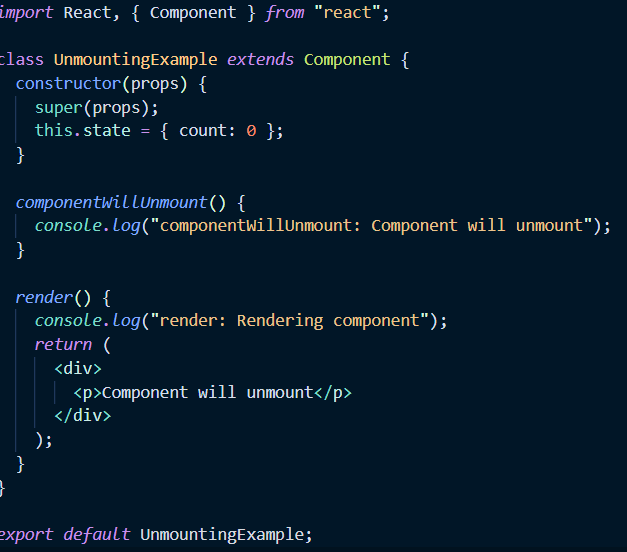 import React, { Component } from "react";
class UnmountingExample extends Component {
constructor(props) {
super(props);
this.state = { count: 0 };
}
componentWillUnmount() {
console.log("componentWillUnmount: Component will unmount");
}
render() {
console.log("render: Rendering component");
return (
<div>
<p>Component will unmount</p>
</div>
);
}
}
export default UnmountingExample;